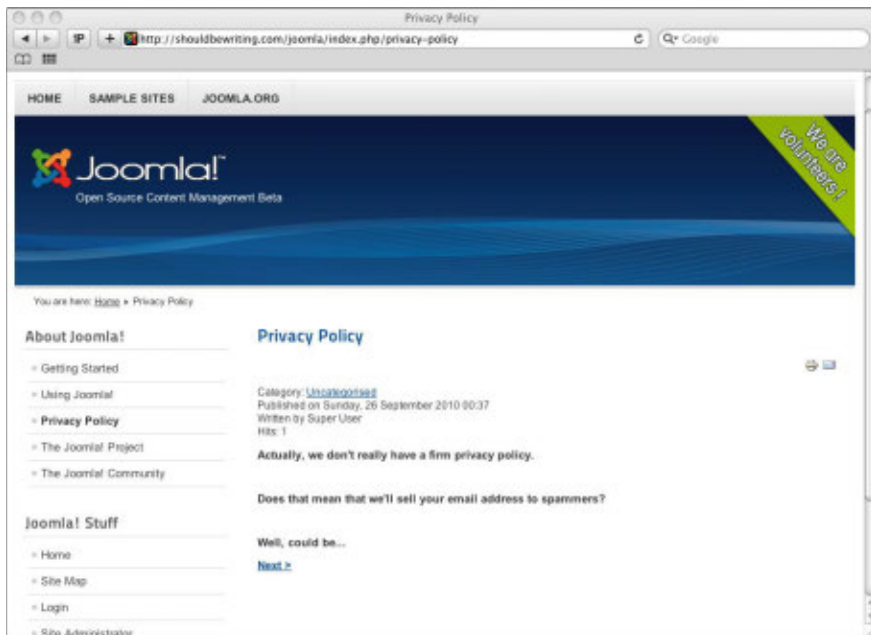 Privacy Policy
http://shouldbewriting.com/joomla/index.php/privacy-policy
Google
HOME SAMPLE SITES JOOMLA.ORG
Joomla!™
Open Source Content Management Beta
We are
volunteers!
You are here: Home » Privacy Policy
About Joomla!
Getting Started
Using Joomla!
Privacy Policy
The Joomla! Project
The Joomla! Community
Joomla! Stuff
Home
Site Map
Login
Site Administrator
Privacy Policy
Category: Uncategorised
Published on Sunday, 26 September 2010 00:37
Written by Super User
Hits: 1
Actually, we don't really have a firm privacy policy.
Does that mean that we'll sell your email address to spammers?
Well, could be...
Next >